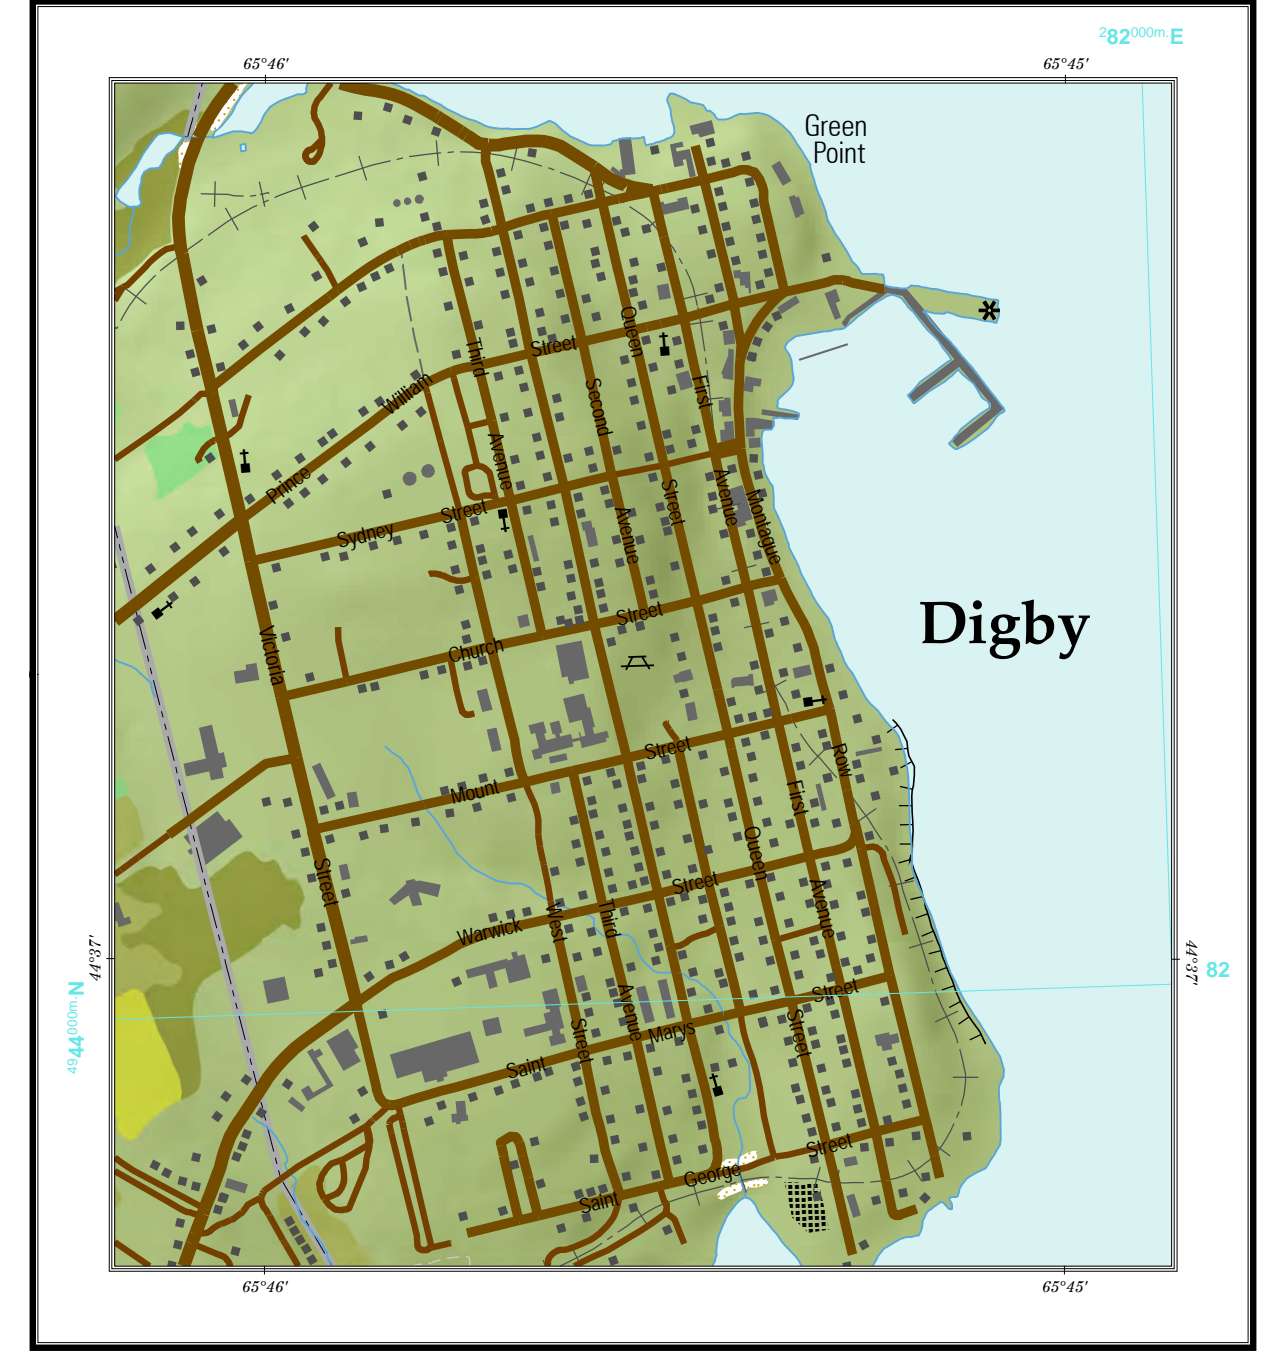 282000m.E
65°46'
65°45'
Green
Point
Queen
Third
Street
Second
First
William
Avenue
Prince
Street
Sydney
Street
Avenue
Montague
Avenue
Digby
Street
Church
Victoria
Street
Row
Mount
First
Queen
Street
Street
Avenue
Third
West
Warwick
44°37'
44°37'
82
4944000m.N
Street
Avenue
Street
Marys
Street
Saint
Street
George
Saint
65°46'
65°45'